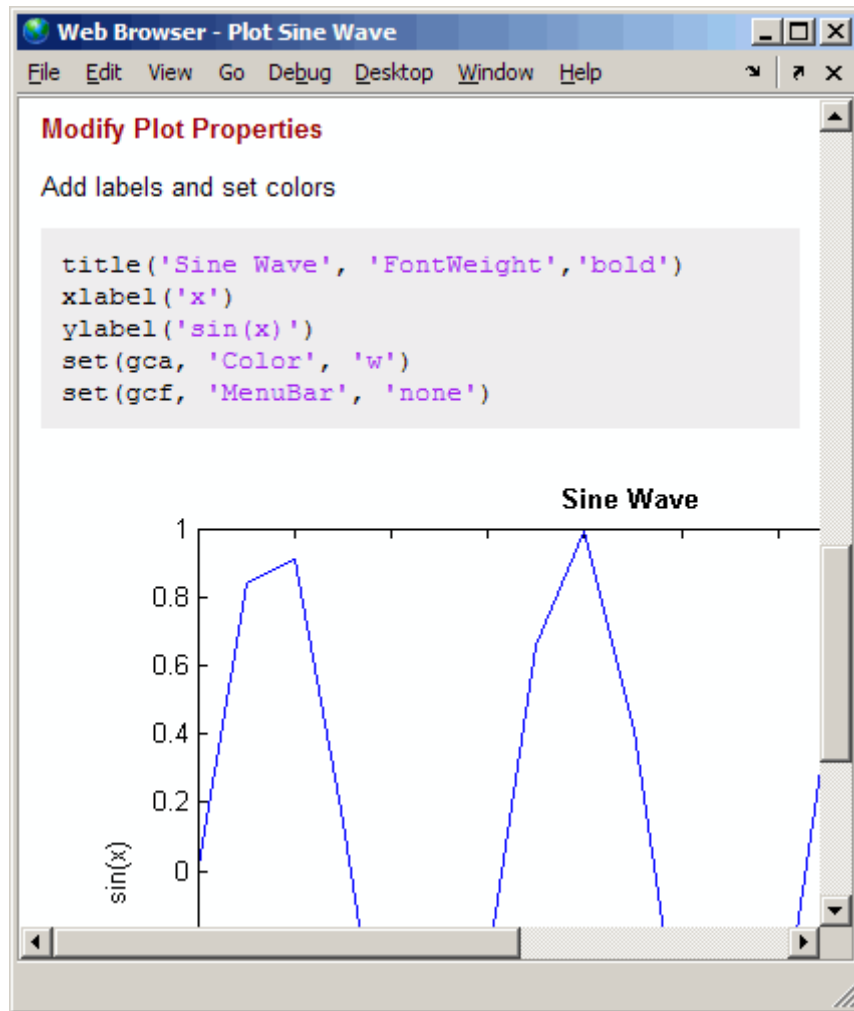 Web Browser - Plot Sine Wave
File Edit View Go Debug Desktop Window Help
Modify Plot Properties
Add labels and set colors
title('Sine Wave', 'FontWeight','bold')
xlabel('x')
ylabel('sin(x)')
set(gca, 'Color', 'w')
set(gcf, 'MenuBar', 'none')
Sine Wave
1
0.8
0.6
0.4
0.2
0
sin(x)